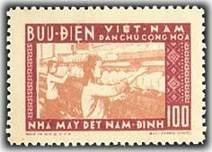 BƯU-ĐIỆN VIỆT-NAM
DÂN CHỦ CỘNG HÒA
NHÀ MÁY DỆT NAM-ĐỊNH
100